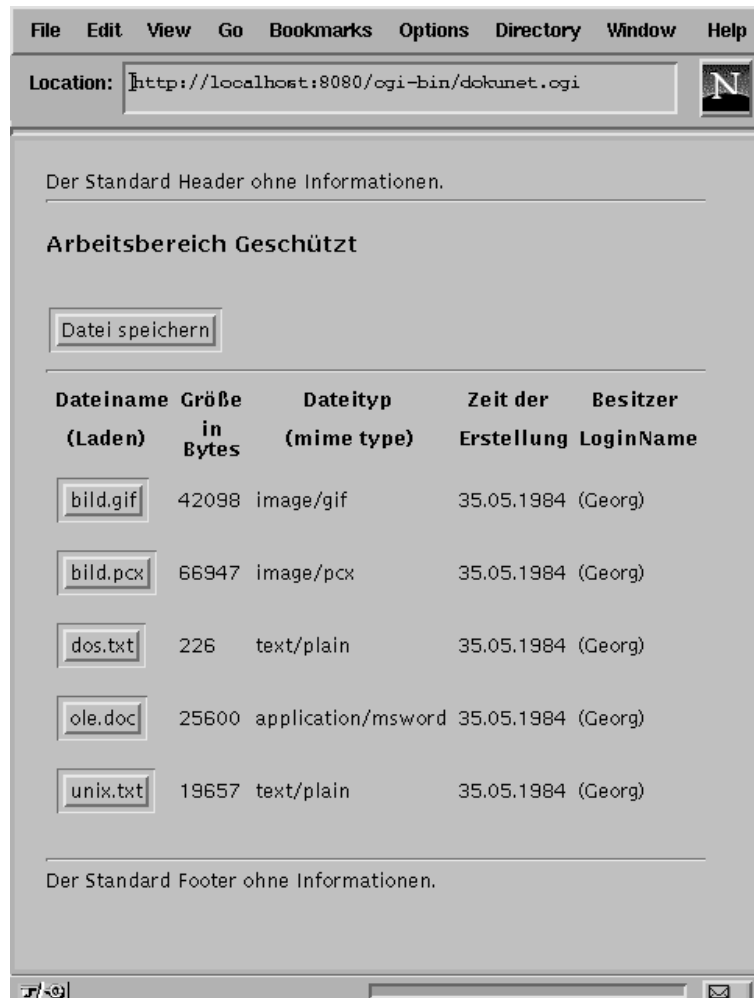 File Edit View Go Bookmarks Options Directory Window Help
Location: http://localhost:8080/cgi-bin/dokunet.cgi
N
Der Standard Header ohne Informationen.
Arbeitsbereich Geschützt
Datei speichern
Dateiname Größe Dateityp Zeit der Besitzer
(Laden) in Bytes (mime type) Erstellung LoginName
bild.gif 42098 image/gif 35.05.1984 (Georg)
bild.pcx 66947 image/pcx 35.05.1984 (Georg)
dos.txt 226 text/plain 35.05.1984 (Georg)
ole.doc 25600 application/msword 35.05.1984 (Georg)
unix.txt 19657 text/plain 35.05.1984 (Georg)
Der Standard Footer ohne Informationen.